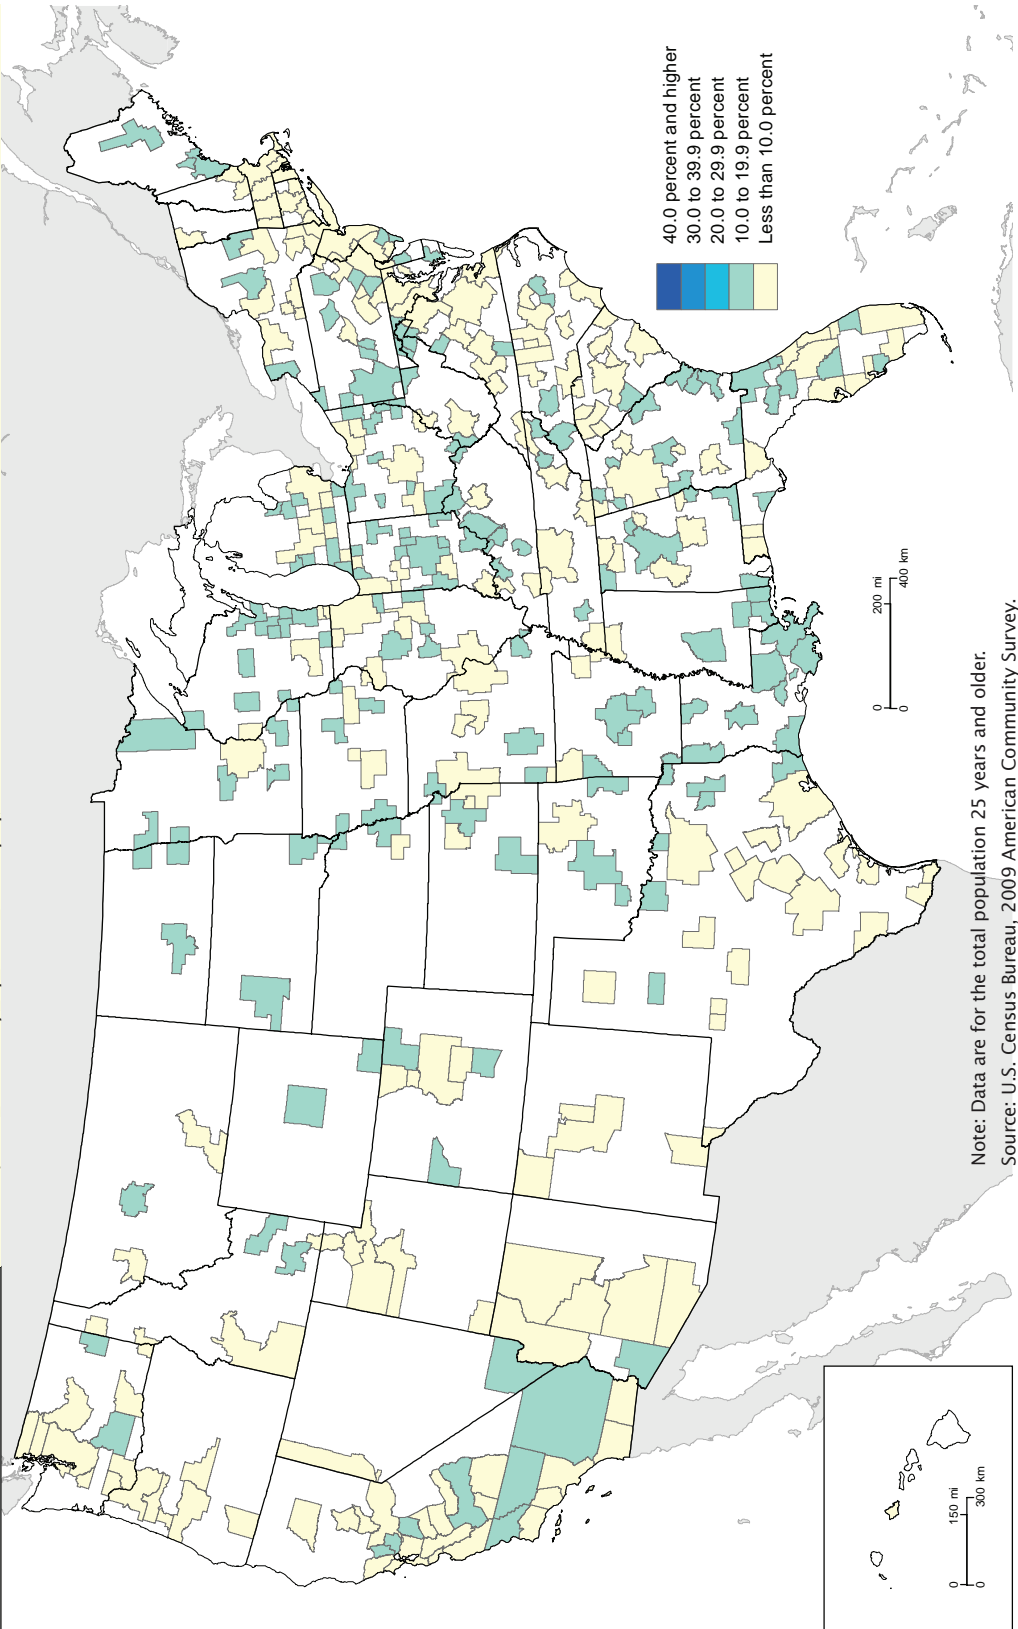 40.0 percent and higher
30.0 to 39.9 percent
20.0 to 29.9 percent
10.0 to 19.9 percent
Less than 10.0 percent
0 200 mi
0 400 km
0 150 mi
0 300 km
Note: Data are for the total population 25 years and older.
Source: U.S. Census Bureau, 2009 American Community Survey.